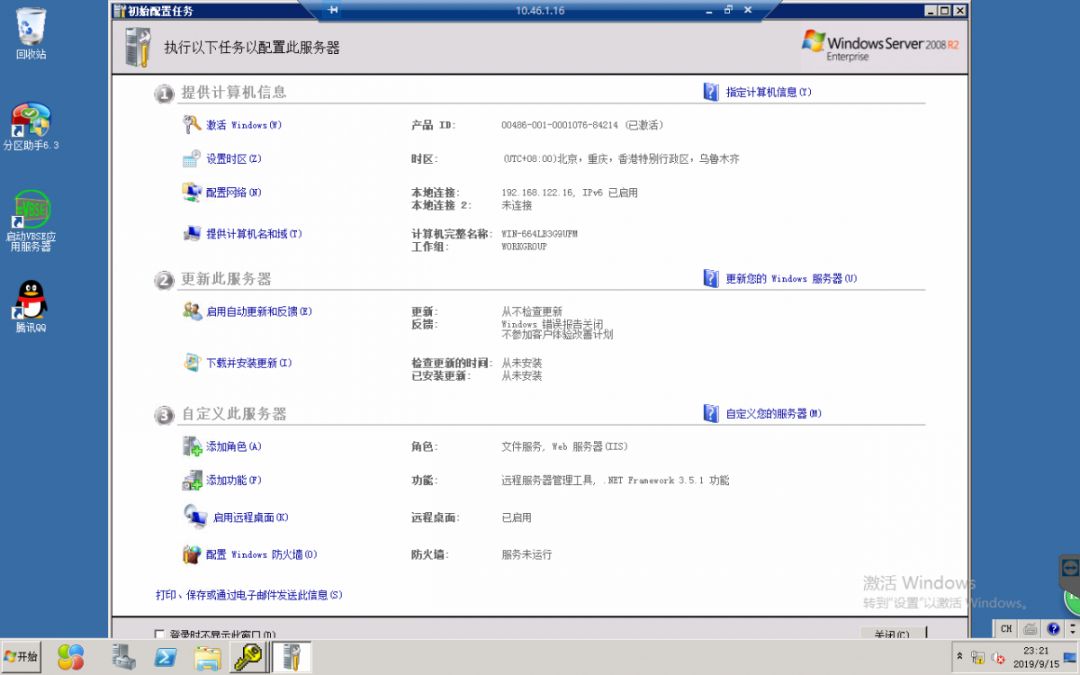 初始配置任务
10.46.1.16
执行以下任务以配置此服务器
Windows Server 2008 R2
Enterprise
回收站
分区助手6.3
启动VBSE应
用服务器
腾讯QQ
1 提供计算机信息 指定计算机信息(T)
激活 Windows(W) 产品 ID: 00486-001-0001076-84214 (已激活)
设置时区(Z) 时区: (UTC+08:00)北京，重庆，香港特别行政区，乌鲁木齐
配置网络(N) 本地连接: 192.168.122.16, IPv6 已启用
本地连接 2: 未连接
提供计算机名和域(T) 计算机完整名称: WIN-664LB3G9UPM
工作组: WORKGROUP
2 更新此服务器 更新您的 Windows 服务器(U)
启用自动更新和反馈(E) 更新: 从不检查更新
反馈: Windows 错误报告关闭
不参加客户体验改善计划
下载并安装更新(I) 检查更新的时间: 从未安装
已安装更新: 从未安装
3 自定义此服务器 自定义您的服务器(M)
添加角色(A) 角色: 文件服务, Web 服务器(IIS)
添加功能(F) 功能: 远程服务器管理工具, .NET Framework 3.5.1 功能
启用远程桌面(K) 远程桌面: 已启用
配置 Windows 防火墙(O) 防火墙: 服务未运行
打印、保存或通过电子邮件发送此信息(S)
激活 Windows
转到"设置"以激活 Windows。
登录时不显示此窗口(D)
关闭(C)
CH
开始
23:21
2019/9/15